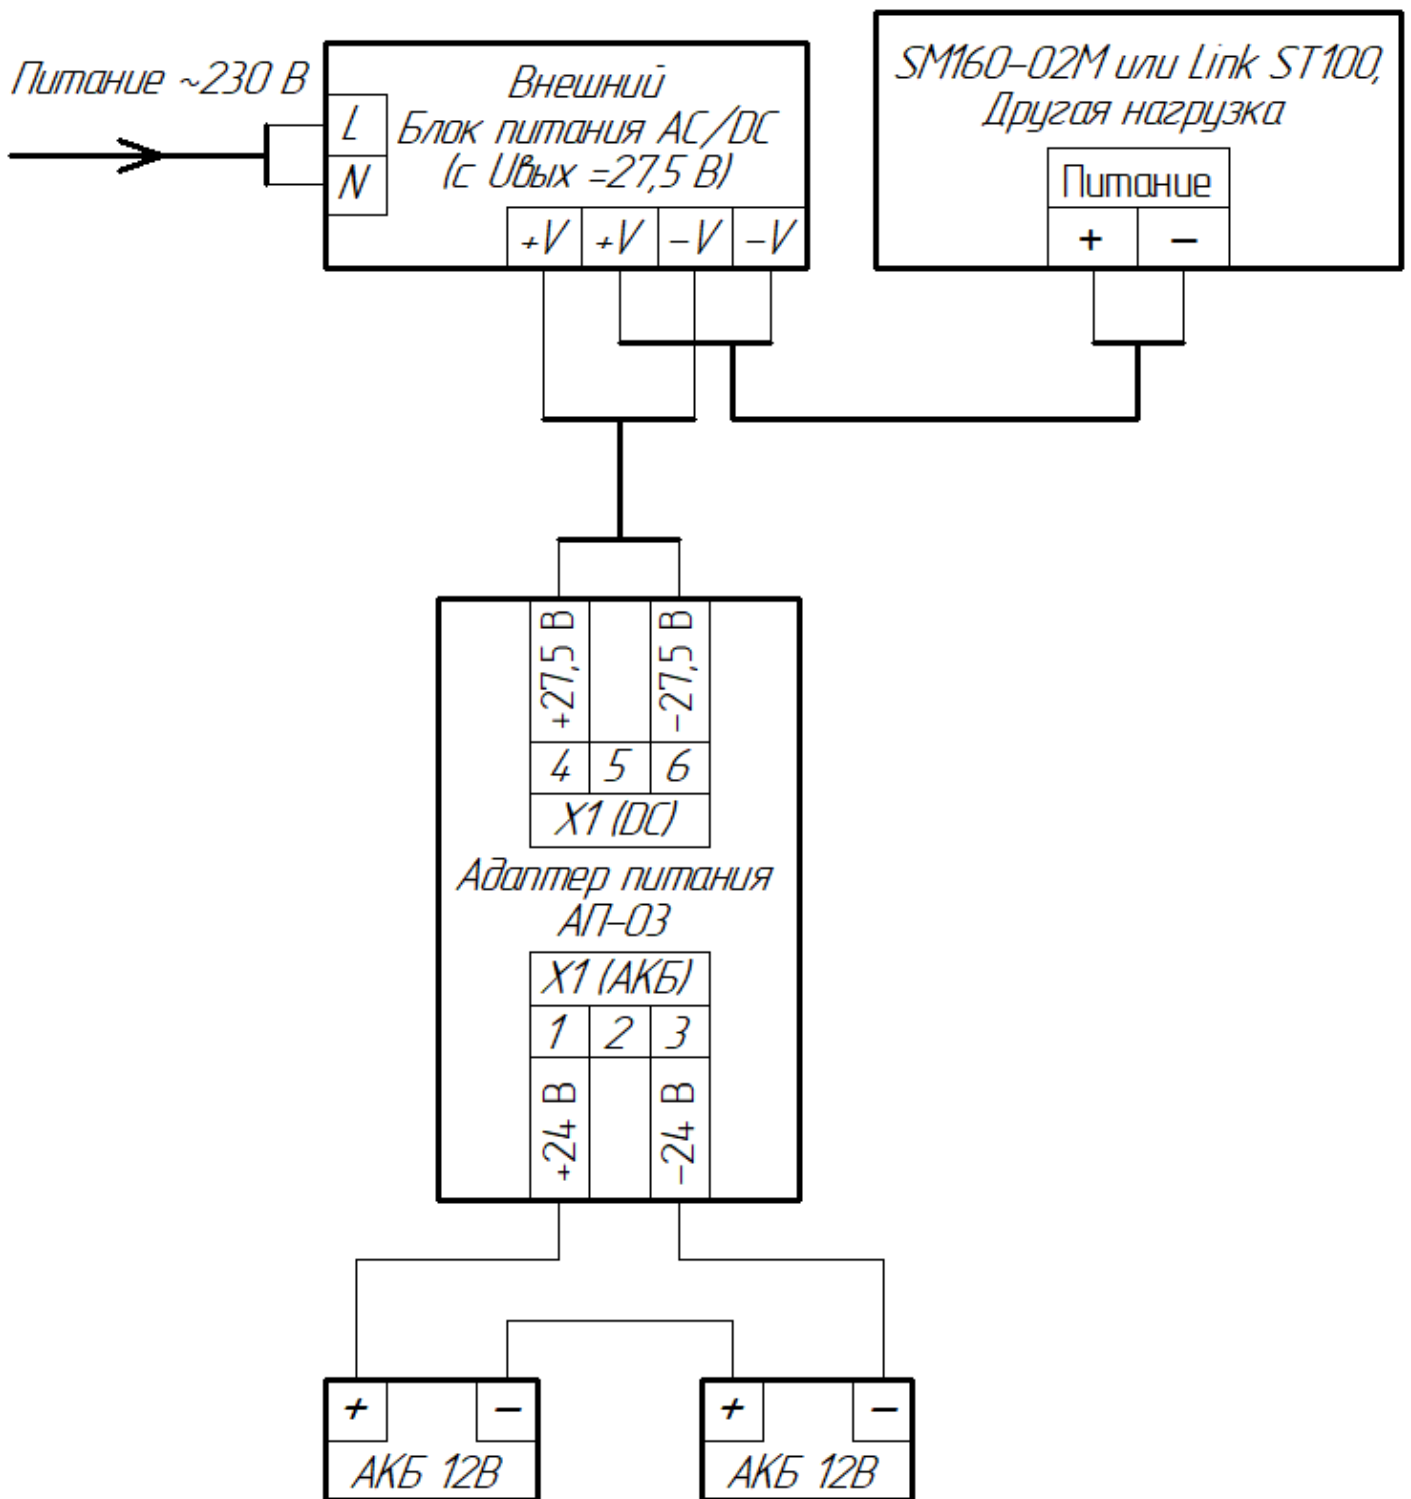 Питание ~230 В
L
N
Внешний
Блок питания AC/DC
(с Uвых =27,5 В)
+V +V -V -V
SM160-02М или Link ST100,
Другая нагрузка
Питание
+ -
+27,5 В -27,5 В
4 5 6
X1 (DC)
Адаптер питания
АП-03
X1 (АКБ)
1 2 3
+24 В -24 В
+ -
АКБ 12В
+ -
АКБ 12В